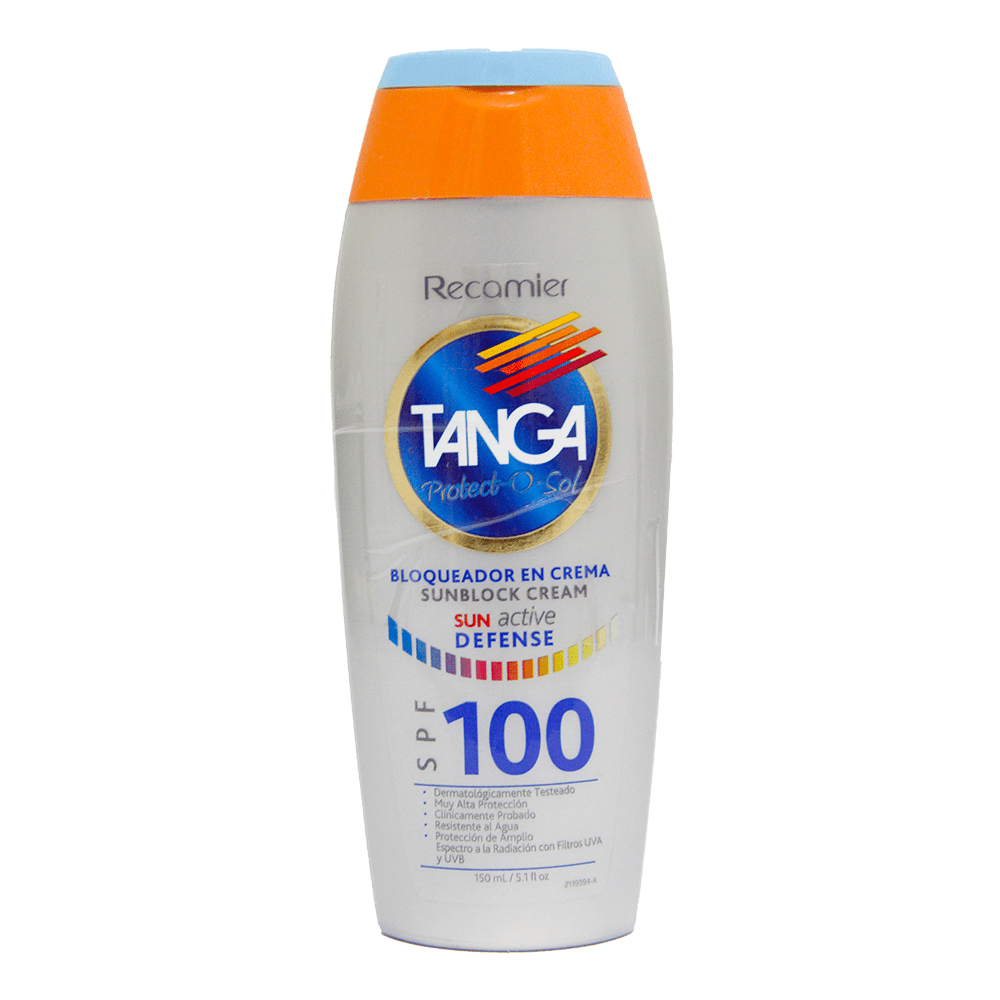 Recamier
TANGA
Protect-O-Sol
BLOQUEADOR EN CREMA
SUNBLOCK CREAM
SUN active
DEFENSE
SPF 100
• Dermatológicamente Testeado
• Muy Alta Protección
• Clínicamente Probado
• Resistente al Agua
• Protección de Amplio
Espectro a la Radiación con Filtros UVA
y UVB
150 mL / 5.1 fl oz
2119394-A